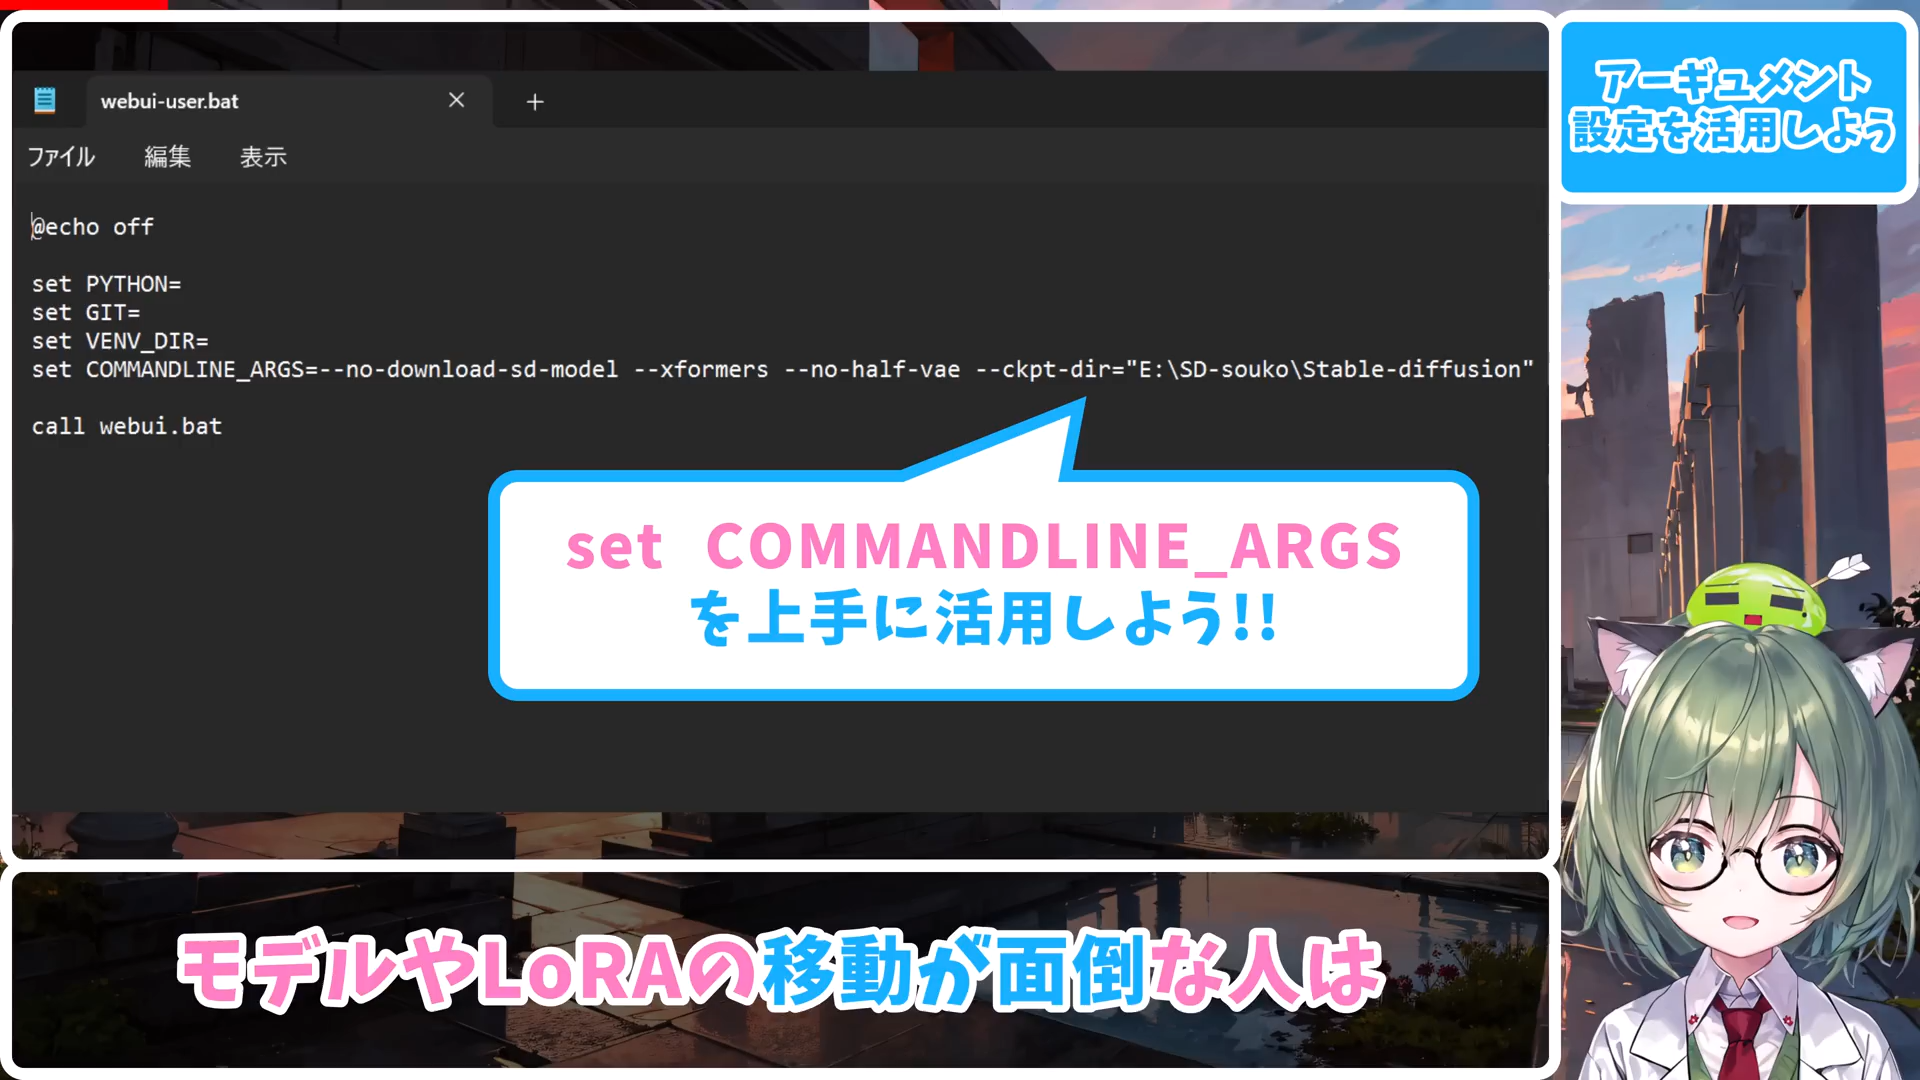 webui-user.bat
アーギュメント
設定を活用しよう
ファイル 編集 表示
@echo off
set PYTHON=
set GIT=
set VENV_DIR=
set COMMANDLINE_ARGS=--no-download-sd-model --xformers --no-half-vae --ckpt-dir="E:\SD-souko\Stable-diffusion"
call webui.bat
set COMMANDLINE_ARGS
を上手に活用しよう!!
モデルやLoRAの移動が面倒な人は